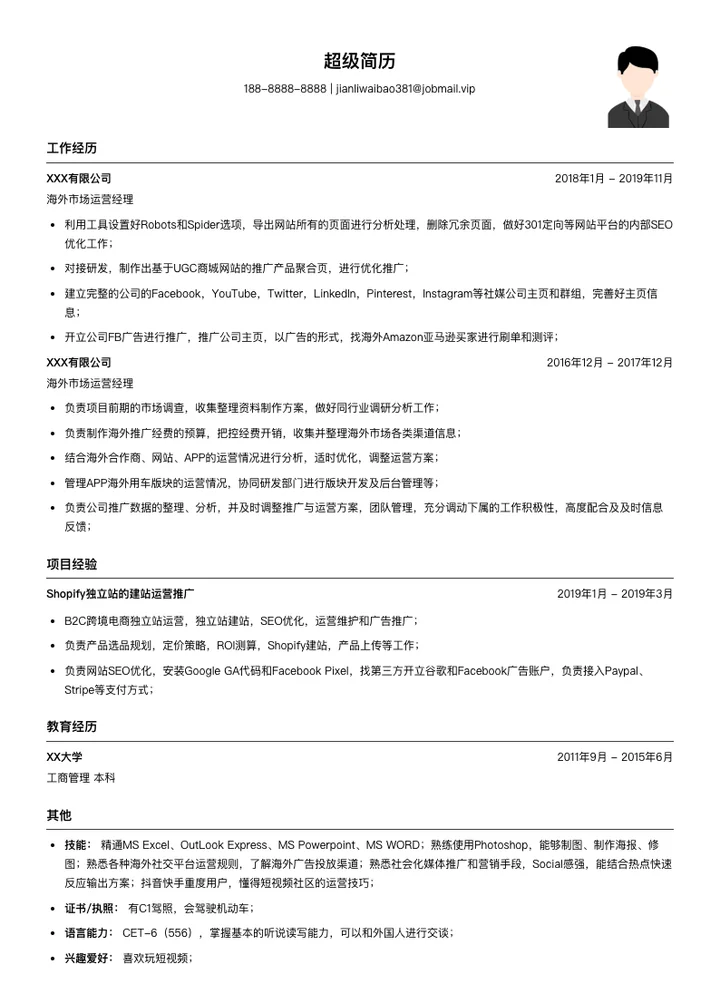 超级简历
188-8888-8888 | jianliwaibao381@jobmail.vip
工作经历
XXX有限公司 2018年1月 – 2019年11月
海外市场运营经理
• 利用工具设置好Robots和Spider选项，导出网站所有的页面进行分析处理，删除冗余页面，做好301定向等网站平台的内部SEO
优化工作；
• 对接研发，制作出基于UGC商城网站的推广产品聚合页，进行优化推广；
• 建立完整的公司的Facebook，YouTube，Twitter，LinkedIn，Pinterest，Instagram等社媒公司主页和群组，完善好主页信
息；
• 开立公司FB广告进行推广，推广公司主页，以广告的形式，找海外Amazon亚马逊买家进行刷单和测评；
XXX有限公司 2016年12月 – 2017年12月
海外市场运营经理
• 负责项目前期的市场调查，收集整理资料制作方案，做好同行业调研分析工作；
• 负责制作海外推广经费的预算，把控经费开销，收集并整理海外市场各类渠道信息；
• 结合海外合作商、网站、APP的运营情况进行分析，适时优化，调整运营方案；
• 管理APP海外用车版块的运营情况，协同研发部门进行版块开发及后台管理等；
• 负责公司推广数据的整理、分析，并及时调整推广与运营方案，团队管理，充分调动下属的工作积极性，高度配合及及时信息
反馈；
项目经验
Shopify独立站的建站运营推广 2019年1月 – 2019年3月
• B2C跨境电商独立站运营，独立站建站，SEO优化，运营维护和广告推广；
• 负责产品选品规划，定价策略，ROI测算，Shopify建站，产品上传等工作；
• 负责网站SEO优化，安装Google GA代码和Facebook Pixel，找第三方开立谷歌和Facebook广告账户，负责接入Paypal、
Stripe等支付方式；
教育经历
XX大学 2011年9月 – 2015年6月
工商管理 本科
其他
• 技能： 精通MS Excel、OutLook Express、MS Powerpoint、MS WORD；熟练使用Photoshop，能够制图、制作海报、修
图；熟悉各种海外社交平台运营规则，了解海外广告投放渠道；熟悉社会化媒体推广和营销手段，Social感强，能结合热点快速
反应输出方案；抖音快手重度用户，懂得短视频社区的运营技巧；
• 证书/执照： 有C1驾照，会驾驶机动车；
• 语言能力： CET-6（556），掌握基本的听说读写能力，可以和外国人进行交谈；
• 兴趣爱好： 喜欢玩短视频；